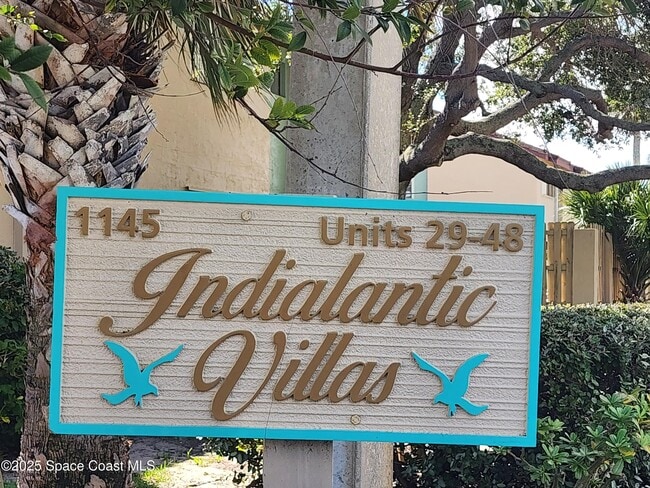 1145 Units 29-48
Indialantic
Villas
©2025 Space Coast MLS